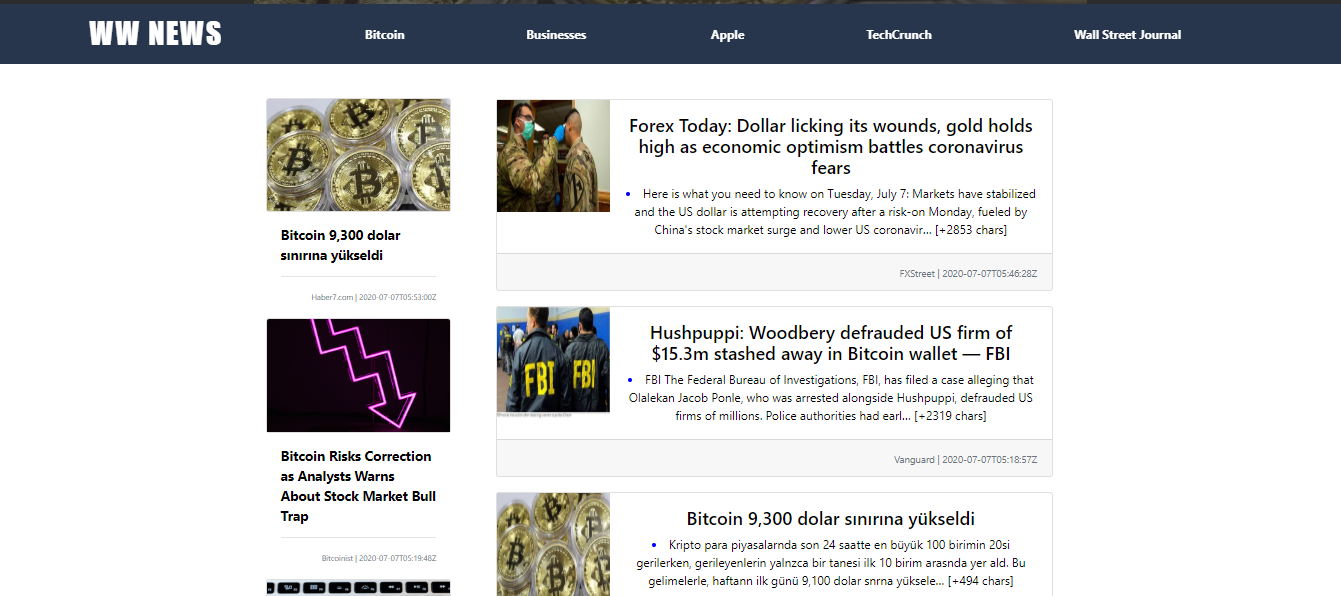 WW NEWS
Bitcoin
Businesses
Apple
TechCrunch
Wall Street Journal
Bitcoin 9,300 dolar
sınırına yükseldi
Haber7.com | 2020-07-07T05:53:00Z
Bitcoin Risks Correction
as Analysts Warns
About Stock Market Bull
Trap
Bitcoinist | 2020-07-07T05:19:48Z
Forex Today: Dollar licking its wounds, gold holds
high as economic optimism battles coronavirus
fears
• Here is what you need to know on Tuesday, July 7: Markets have stabilized
and the US dollar is attempting recovery after a risk-on Monday, fueled by
China's stock market surge and lower US coronavir... [+2853 chars]
FXStreet | 2020-07-07T05:46:28Z
FBI
FBI
Hushpuppi: Woodbery defrauded US firm of
$15.3m stashed away in Bitcoin wallet — FBI
• FBI The Federal Bureau of Investigations, FBI, has filed a case alleging that
Olalekan Jacob Ponle, who was arrested alongside Hushpuppi, defrauded US
firms of millions. Police authorities had earl... [+2319 chars]
Vanguard | 2020-07-07T05:18:57Z
Bitcoin 9,300 dolar sınırına yükseldi
• Kripto para piyasalarnda son 24 saatte en büyük 100 birimin 20si
gerilerken, gerileyenlerin yalnzca bir tanesi ilk 10 birim arasnda yer ald. Bu
gelimelerle, haftann ilk günü 9,100 dolar snrna yüksele... [+494 chars]